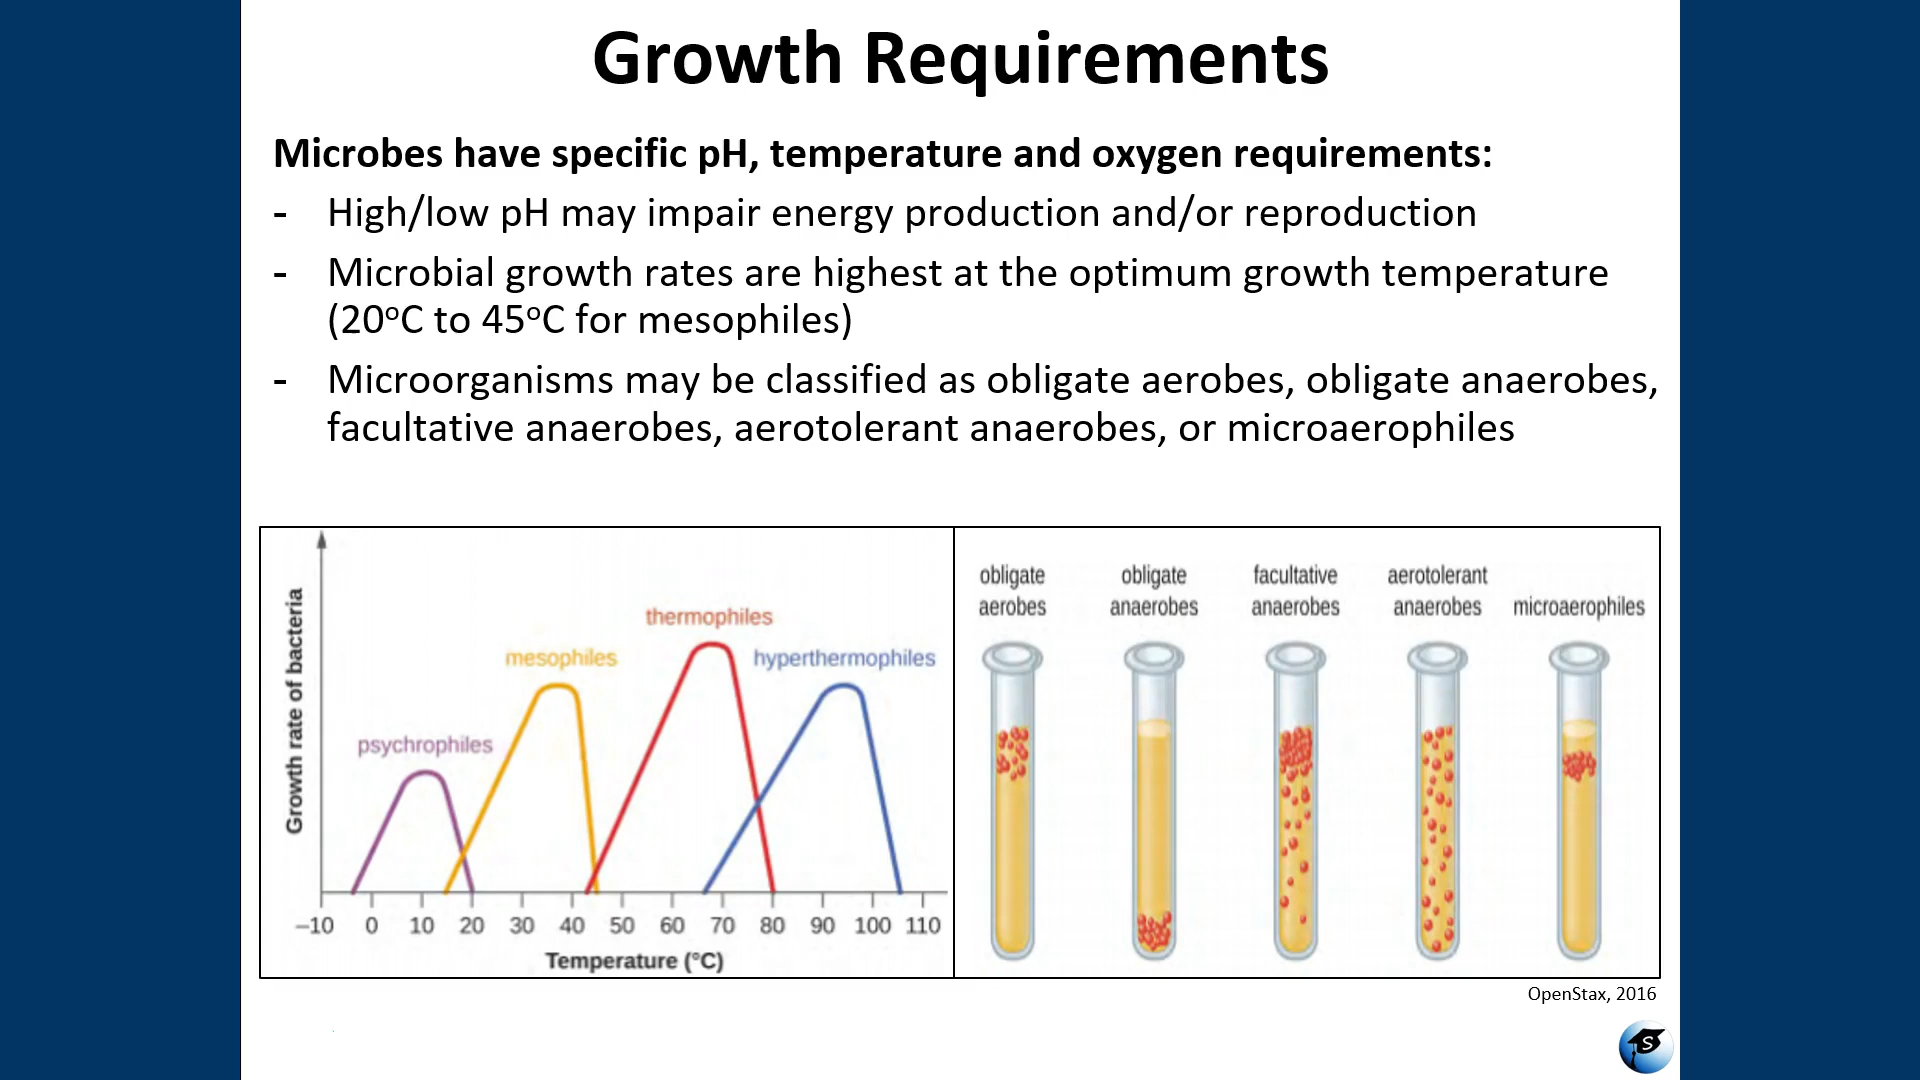 Growth Requirements
Microbes have specific pH, temperature and oxygen requirements:
- High/low pH may impair energy production and/or reproduction
- Microbial growth rates are highest at the optimum growth temperature
(20°C to 45°C for mesophiles)
- Microorganisms may be classified as obligate aerobes, obligate anaerobes,
facultative anaerobes, aerotolerant anaerobes, or microaerophiles
Growth rate of bacteria
psychrophiles
mesophiles
thermophiles
hyperthermophiles
–10 0 10 20 30 40 50 60 70 80 90 100 110
Temperature (°C)
obligate
aerobes
obligate
anaerobes
facultative
anaerobes
aerotolerant
anaerobes
microaerophiles
OpenStax, 2016
S